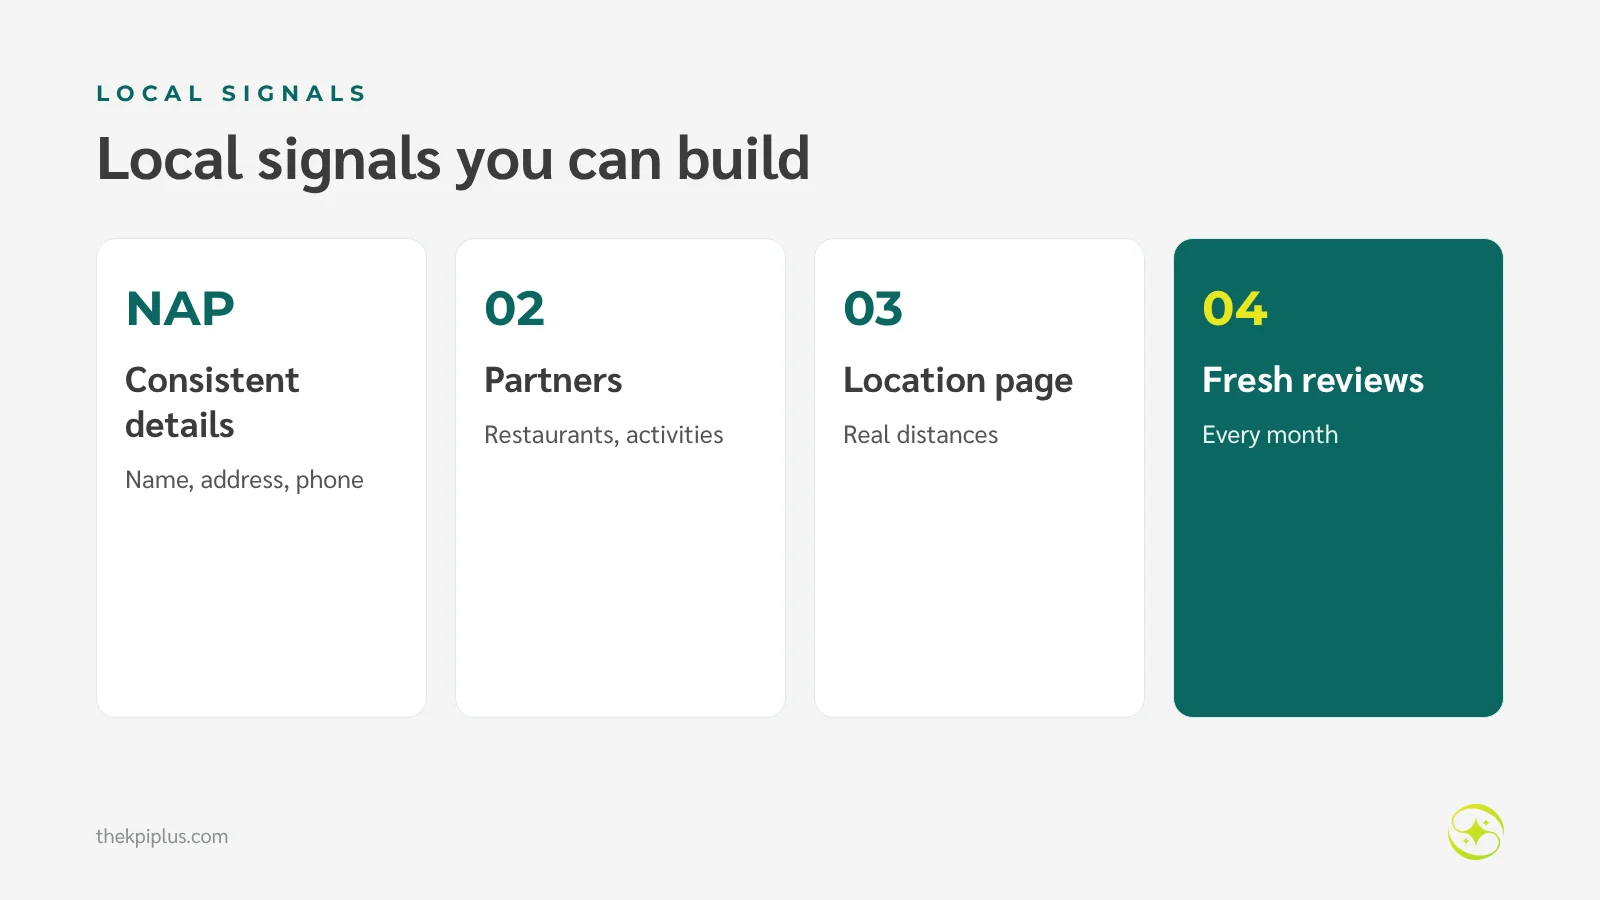 LOCAL SIGNALS
Local signals you can build
NAP
Consistent
details
Name, address, phone
02
Partners
Restaurants, activities
03
Location page
Real distances
04
Fresh reviews
Every month
thekpiplus.com